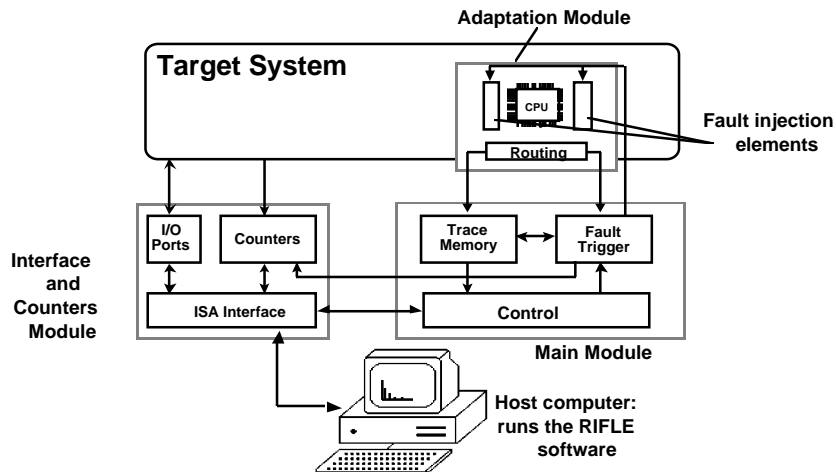 Adaptation Module
Target System
CPU
Fault injection
elements
Routing
I/O
Ports
Counters
Trace
Memory
Fault
Trigger
Interface
and
Counters
Module
ISA Interface
Control
Main Module
Host computer:
runs the RIFLE
software